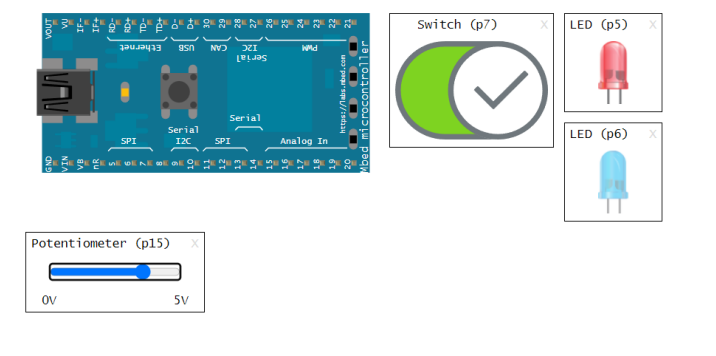 VOUT VU IF- IF+ RD- RD+ TD- TD+ D- D+ 30 29 28 27 26 25 24 23 22 21
Ethernet USB CAN I2C PWM
Serial
https://labs.mbed.com
Mbed microcontroller
Serial
Serial
SPI I2C SPI Analog In
GND VIN VB nR 5 6 7 8 9 10 11 12 13 14 15 16 17 18 19 20
Switch (p7) X
LED (p5) X
LED (p6) X
Potentiometer (p15) X
0V 5V